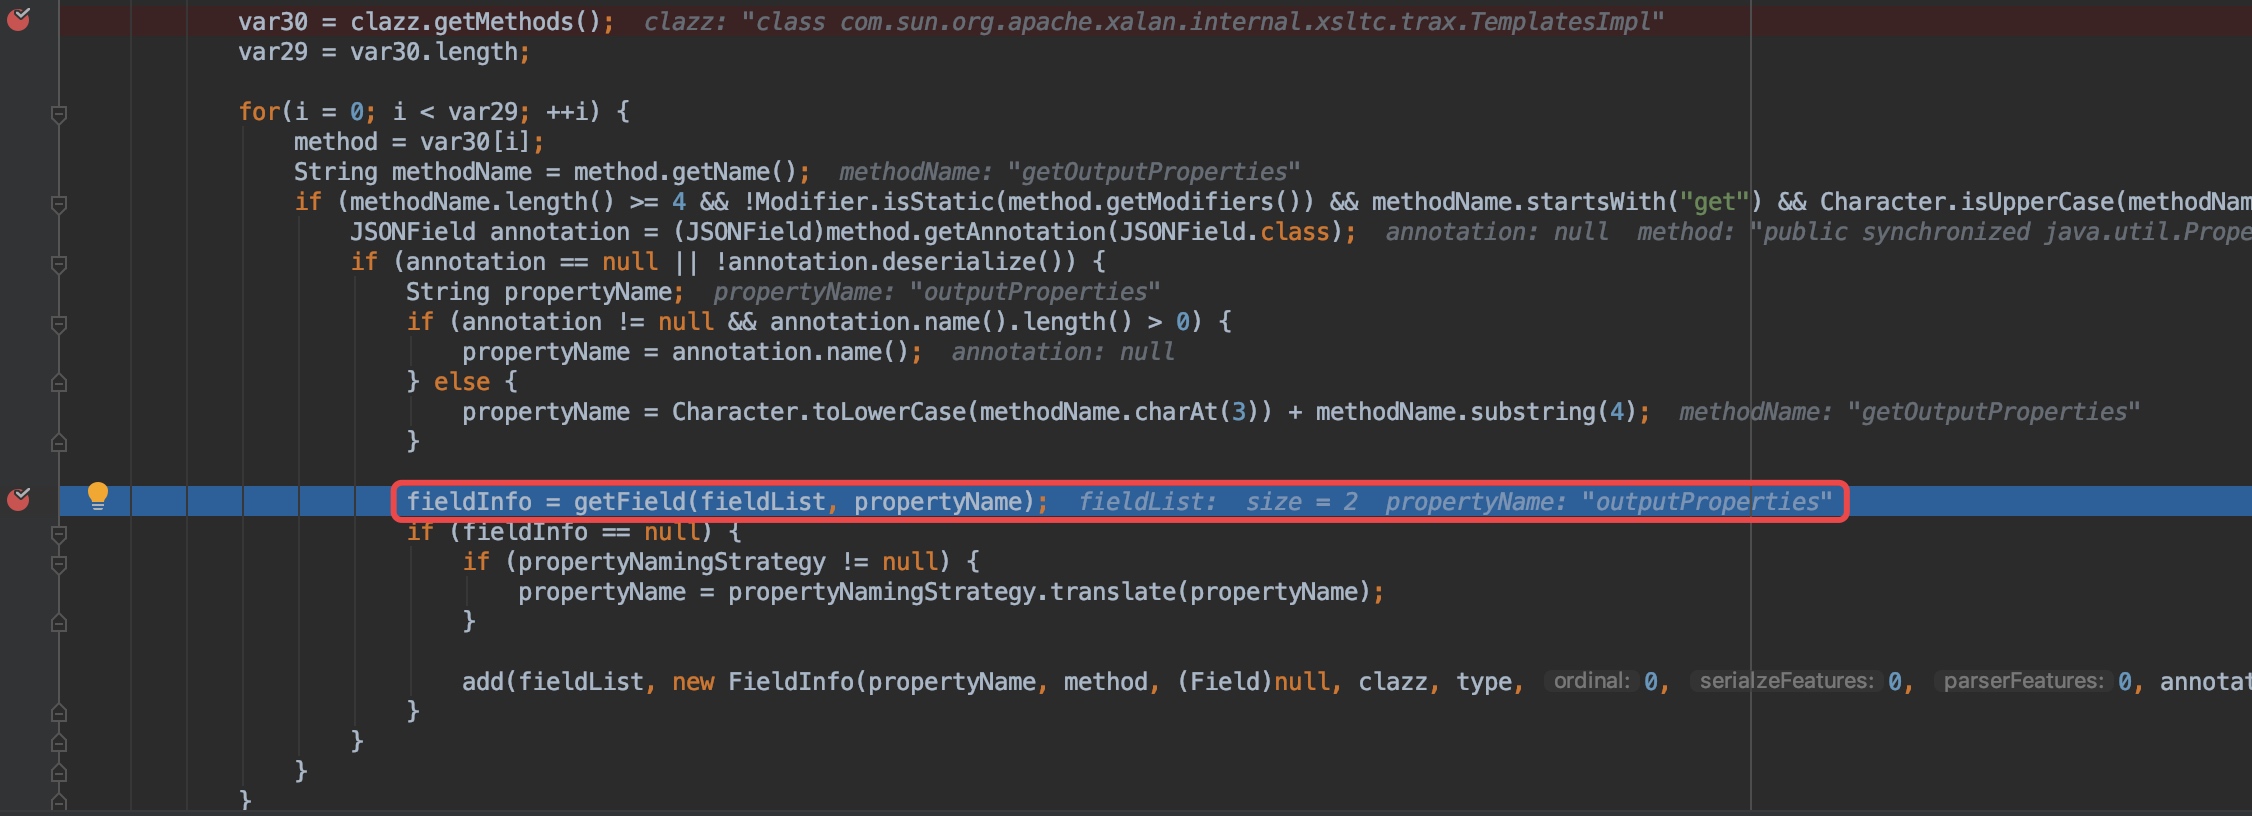 var30 = clazz.getMethods();  clazz: "class com.sun.org.apache.xalan.internal.xsltc.trax.TemplatesImpl"
var29 = var30.length;
for(i = 0; i < var29; ++i) {
method = var30[i];
String methodName = method.getName();  methodName: "getOutputProperties"
if (methodName.length() >= 4 && !Modifier.isStatic(method.getModifiers()) && methodName.startsWith("get") && Character.isUpperCase(methodNam
JSONField annotation = (JSONField)method.getAnnotation(JSONField.class);  annotation: null  method: "public synchronized java.util.Prope
if (annotation == null || !annotation.deserialize()) {
String propertyName;  propertyName: "outputProperties"
if (annotation != null && annotation.name().length() > 0) {
propertyName = annotation.name();  annotation: null
} else {
propertyName = Character.toLowerCase(methodName.charAt(3)) + methodName.substring(4);  methodName: "getOutputProperties"
}
fieldInfo = getField(fieldList, propertyName);  fieldList:  size = 2  propertyName: "outputProperties"
if (fieldInfo == null) {
if (propertyNamingStrategy != null) {
propertyName = propertyNamingStrategy.translate(propertyName);
}
add(fieldList, new FieldInfo(propertyName, method, (Field)null, clazz, type, ordinal: 0, serialzeFeatures: 0, parserFeatures: 0, annotat
}
}
}
}